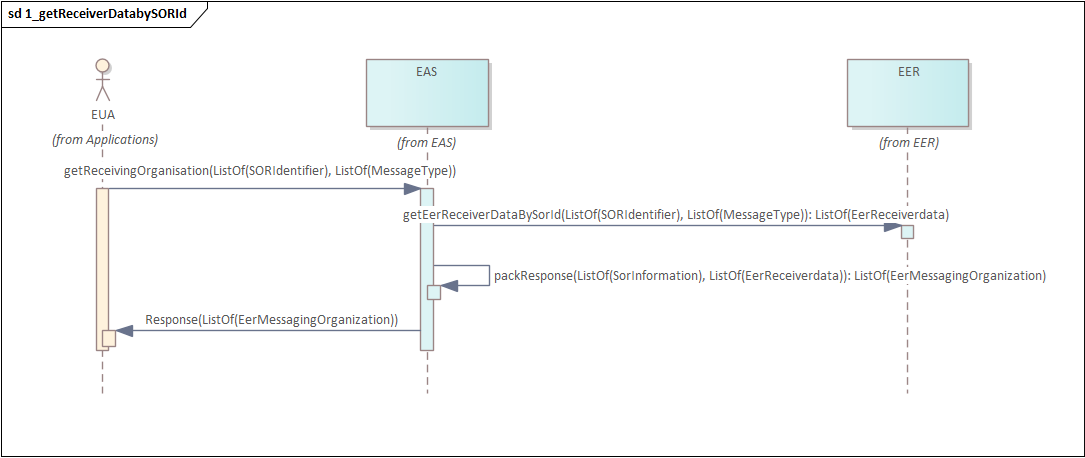 sd 1_getReceiverDatabySORId
EUA
(from Applications)
EAS
(from EAS)
EER
(from EER)
getReceivingOrganisation(ListOf(SORIdentifier), ListOf(MessageType))
getEerReceiverDataBySorId(ListOf(SORIdentifier), ListOf(MessageType)): ListOf(EerReceiverdata)
packResponse(ListOf(SorInformation), ListOf(EerReceiverdata)): ListOf(EerMessagingOrganization)
Response(ListOf(EerMessagingOrganization))